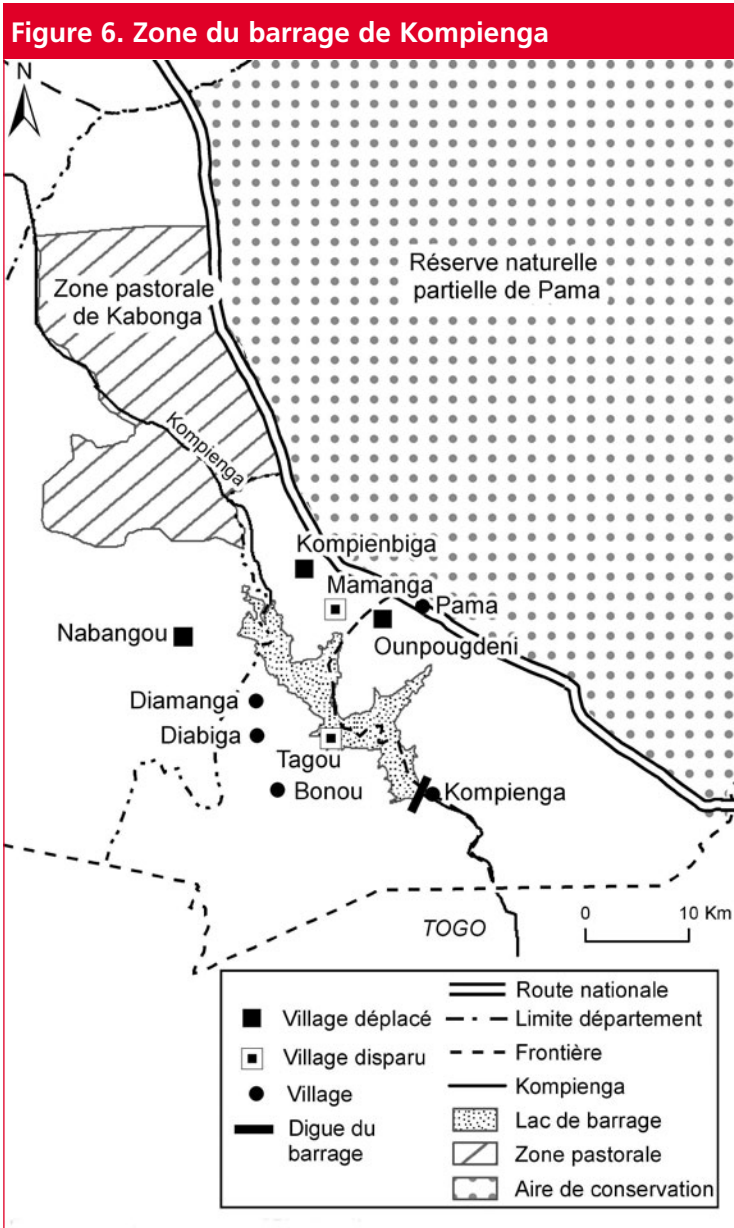 Figure 6. Zone du barrage de Kompienga
N
Réserve naturelle
partielle de Pama
Zone pastorale
de Kabonga
Kompienga
Kompienbiga
Mamanga
Pama
Nabangou
Ounpougdeni
Diamanga
Diabiga
Tagou
Bonou
Kompienga
TOGO
0 10 Km
Village déplacé
Village disparu
Village
Digue du
barrage
Route nationale
Limite département
Frontière
Kompienga
Lac de barrage
Zone pastorale
Aire de conservation